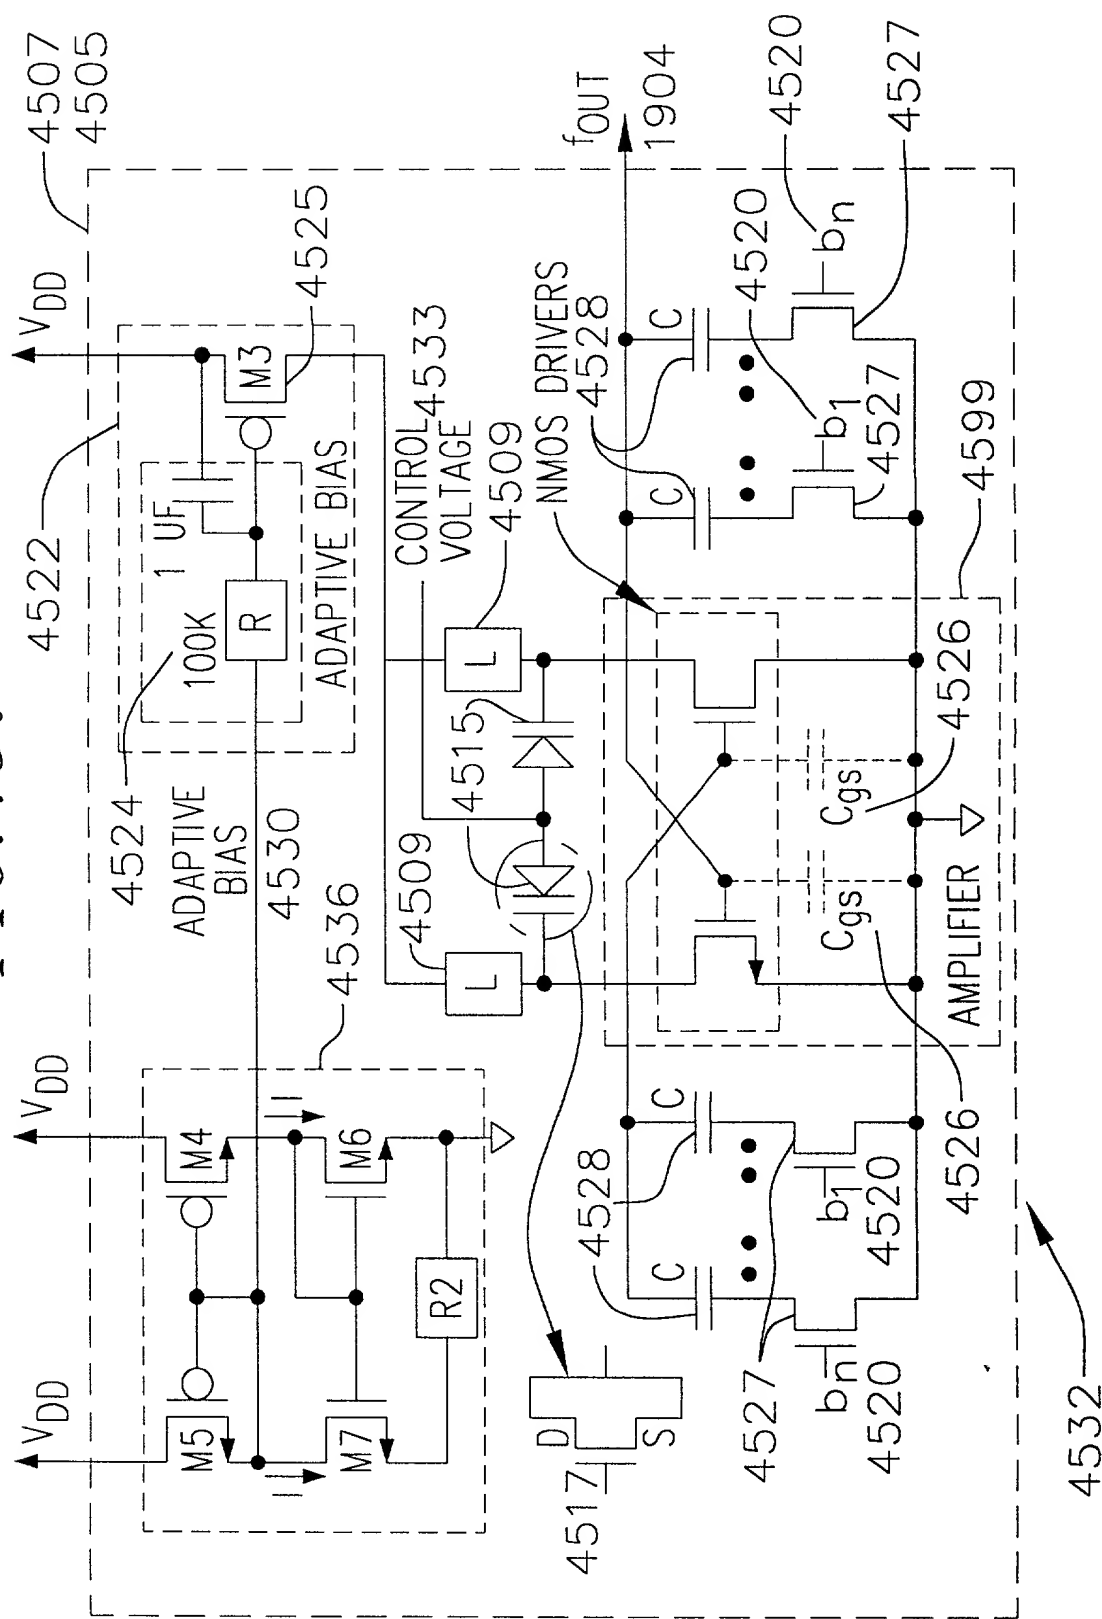 4507
4505
VDD
VDD
VDD
4522
4524
100K
1 UF
R
M3
ADAPTIVE BIAS
4525
ADAPTIVE
BIAS
4530
4536
M5
M4
I
I
M7
M6
R2
CONTROL
VOLTAGE
4533
4509
4509
L
L
4515
NMOS DRIVERS
4528
fOUT
1904
4517
D
S
4528
C
C
C
C
bn
4520
4527
b1
4520
4526
Cgs
Cgs
4526
AMPLIFIER
b1
4520
4527
bn
4520
4527
4599
4532